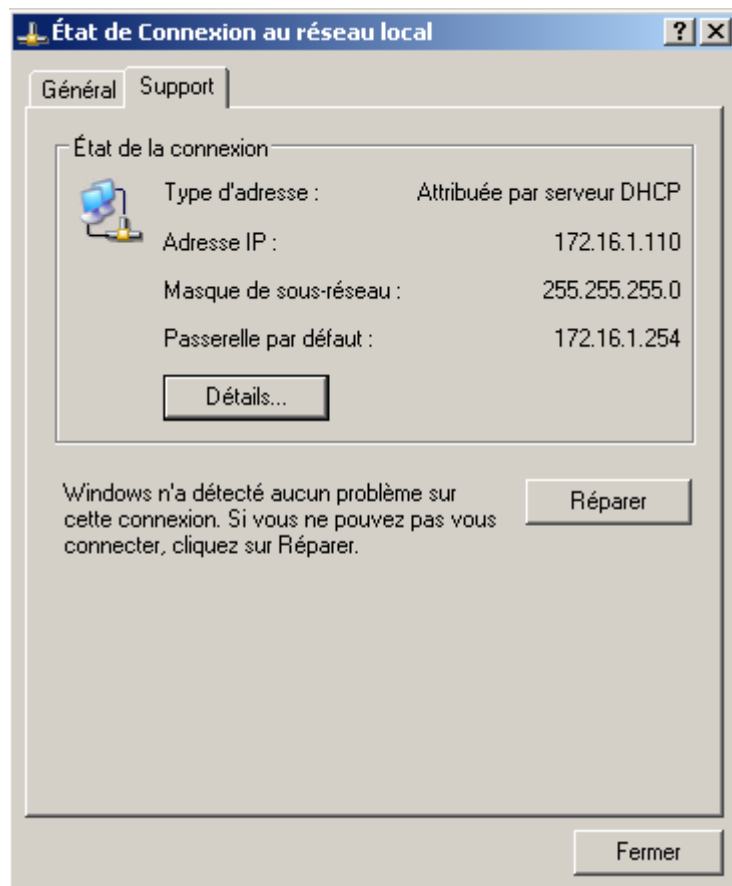 État de Connexion au réseau local
Général
Support
État de la connexion
Type d'adresse : Attribuée par serveur DHCP
Adresse IP : 172.16.1.110
Masque de sous-réseau : 255.255.255.0
Passerelle par défaut : 172.16.1.254
Détails...
Windows n'a détecté aucun problème sur
cette connexion. Si vous ne pouvez pas vous
connecter, cliquez sur Réparer.
Réparer
Fermer